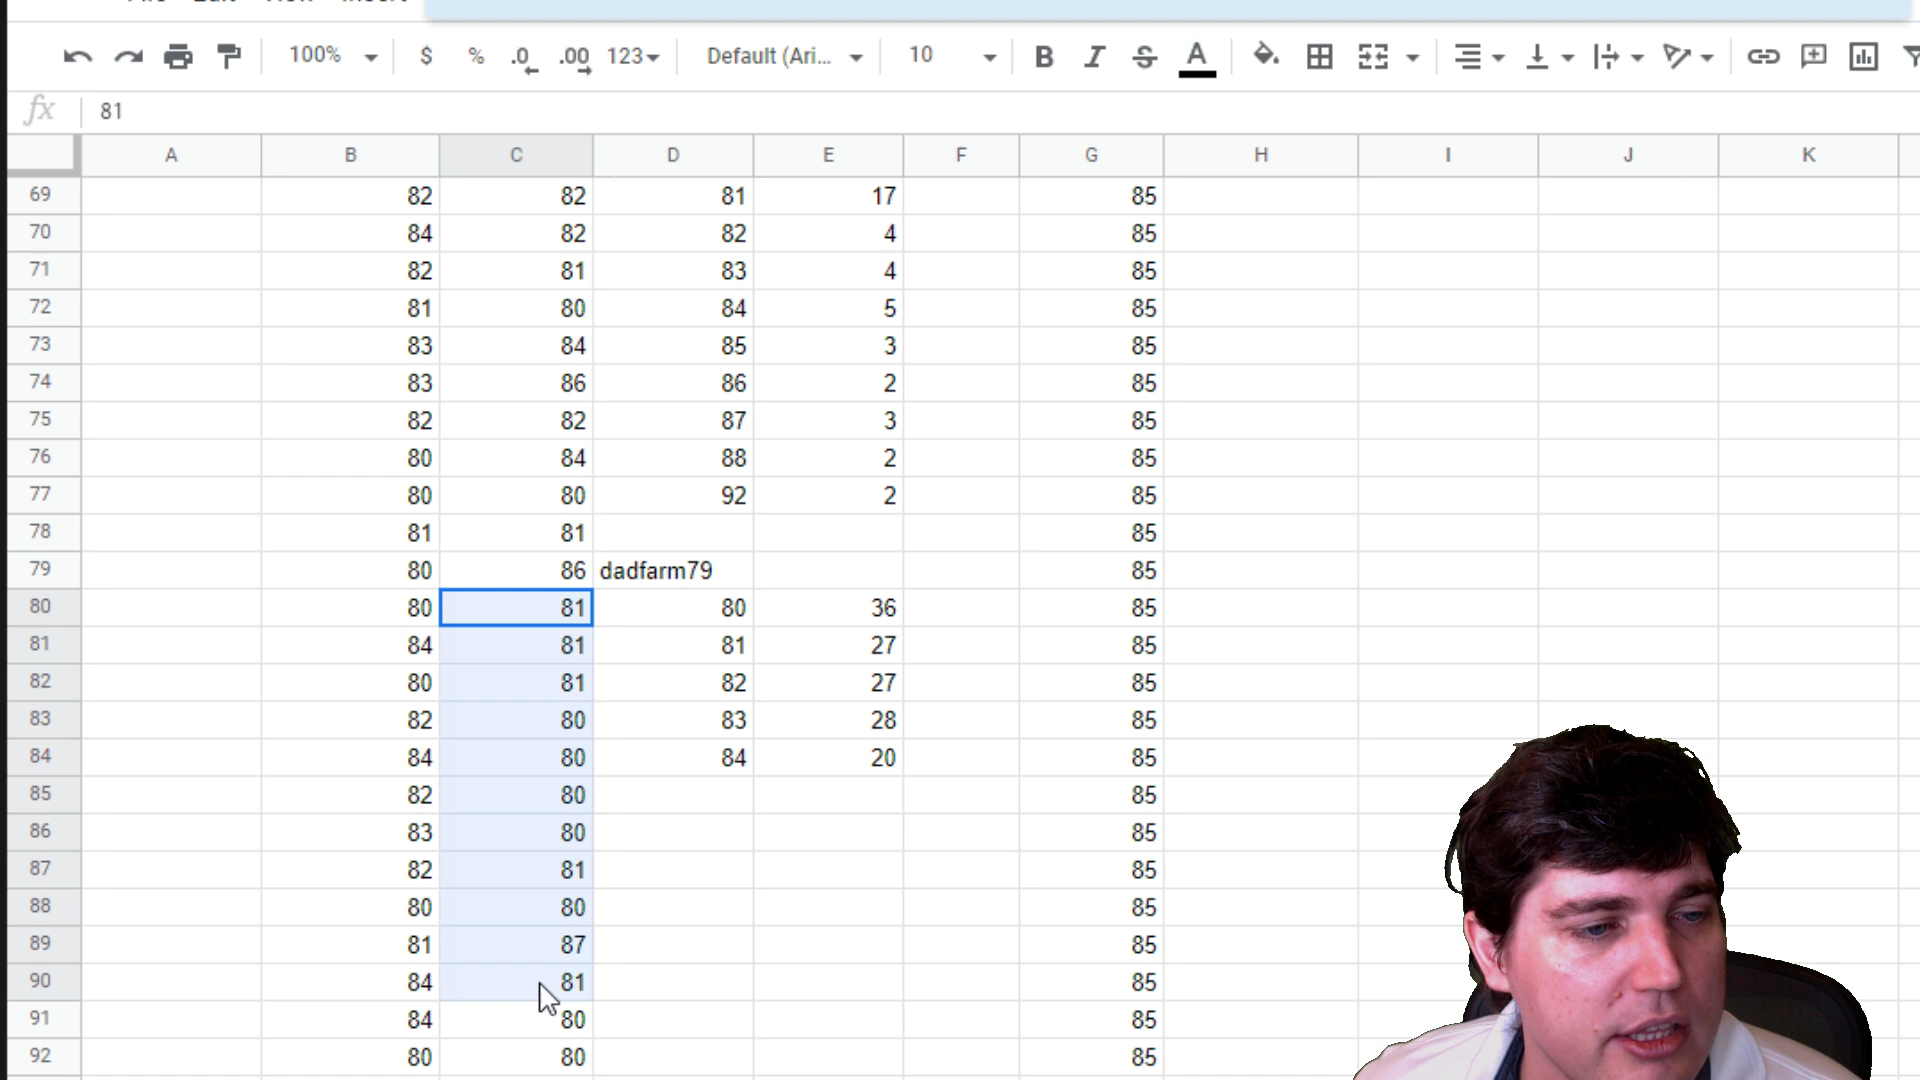 100% $ % .0 .00 123 Default (Ari... 10 B I S A
fx 81
A B C D E F G H I J K
69 82 82 81 17 85
70 84 82 82 4 85
71 82 81 83 4 85
72 81 80 84 5 85
73 83 84 85 3 85
74 83 86 86 2 85
75 82 82 87 3 85
76 80 84 88 2 85
77 80 80 92 2 85
78 81 81 85
79 80 86 dadfarm79 85
80 80 81 80 36 85
81 84 81 81 27 85
82 80 81 82 27 85
83 82 80 83 28 85
84 84 80 84 20 85
85 82 80 85
86 83 80 85
87 82 81 85
88 80 80 85
89 81 87 85
90 84 81 85
91 84 80 85
92 80 80 85